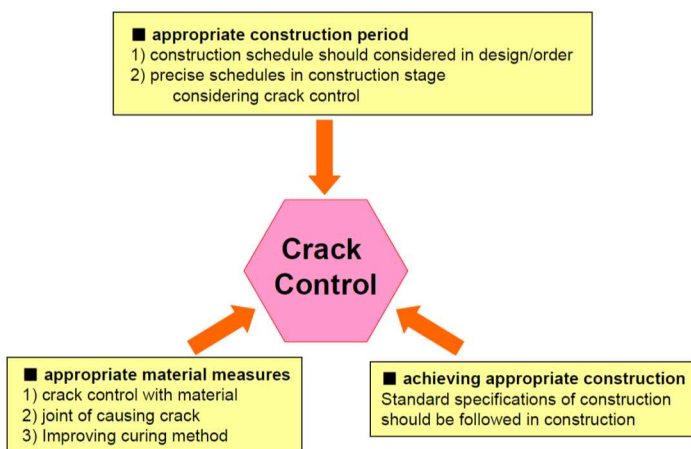 ■ appropriate construction period
1) construction schedule should considered in design/order
2) precise schedules in construction stage
considering crack control
Crack
Control
■ appropriate material measures
1) crack control with material
2) joint of causing crack
3) Improving curing method
■ achieving appropriate construction
Standard specifications of construction
should be followed in construction